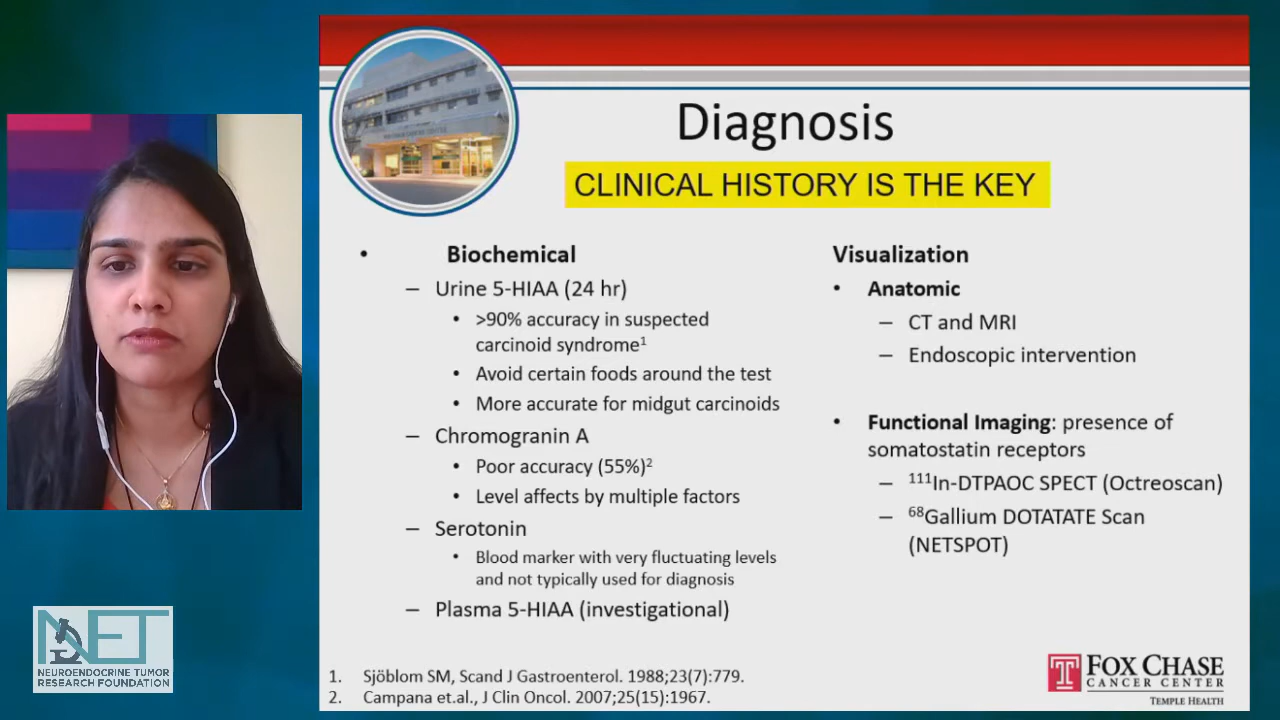 Diagnosis
CLINICAL HISTORY IS THE KEY
• Biochemical
– Urine 5-HIAA (24 hr)
• >90% accuracy in suspected
carcinoid syndrome¹
• Avoid certain foods around the test
• More accurate for midgut carcinoids
– Chromogranin A
• Poor accuracy (55%)²
• Level affects by multiple factors
– Serotonin
• Blood marker with very fluctuating levels
and not typically used for diagnosis
– Plasma 5-HIAA (investigational)
Visualization
• Anatomic
– CT and MRI
– Endoscopic intervention
• Functional Imaging: presence of
somatostatin receptors
– ¹¹¹In-DTPAOC SPECT (Octreoscan)
– ⁶⁸Gallium DOTATATE Scan
(NETSPOT)
1. Sjöblom SM, Scand J Gastroenterol. 1988;23(7):779.
2. Campana et.al., J Clin Oncol. 2007;25(15):1967.
FOX CHASE
CANCER CENTER
TEMPLE HEALTH
NET
NEUROENDOCRINE TUMOR
RESEARCH FOUNDATION